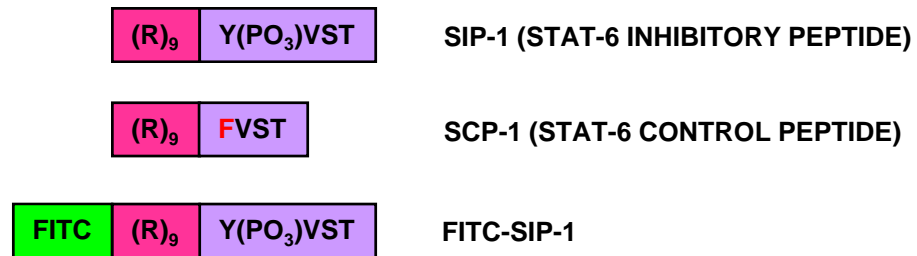 (R)₉ Y(PO₃)VST SIP-1 (STAT-6 INHIBITORY PEPTIDE)
(R)₉ FVST SCP-1 (STAT-6 CONTROL PEPTIDE)
FITC (R)₉ Y(PO₃)VST FITC-SIP-1